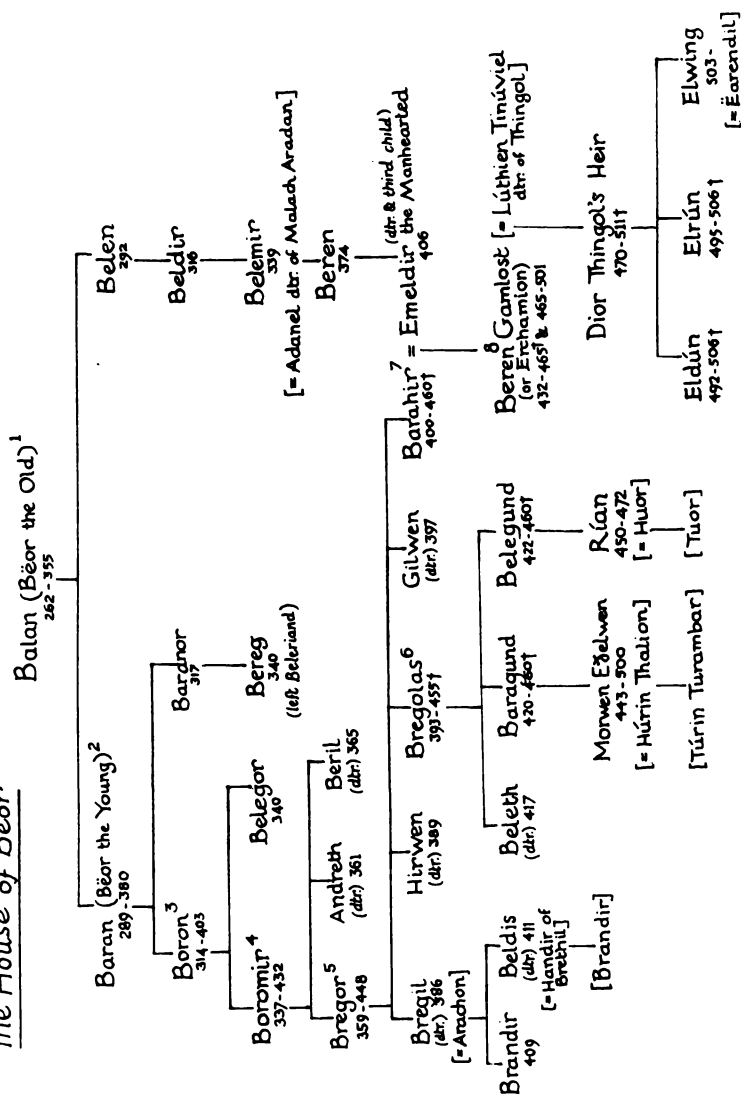 The House of Bëor
Balan (Bëor the Old)¹
262-355
Baran (Bëor the Young)²
289-380
Belen
292
Baranor
317
Beldir
316
Boron³
314-403
Bereg
340
(left Beleriand)
Belemir
339
[= Adanel dtr. of Malach Aradan]
Belegor
340
Beren
374
Boromir⁴
337-432
(dtr. & third child)
Emeldir the Manhearted
406
Andreth
(dtr.) 361
Beril
(dtr.) 365
Bregor⁵
359-448
Bregil
(dtr.) 386
[= Arachon]
Hirwen
(dtr.) 389
Bregolas⁶
393-455†
Gilwen
(dtr.) 397
Barahir⁷ =
400-460†
Brandir
409
Beldis
(dtr) 411
[= Handir of
Brethil]
Beleth
(dtr.) 417
Baragund
420-460†
Belegund
422-460†
Beren⁸ Gamlost [= Lúthien Tinúviel
(or Erchamion)
dtr. of Thingol]
432-465† & 465-501
[Brandir]
Morwen Eðelwen
443-500
[= Húrin Thalion]
Rían
450-472
[= Huor]
Dior Thingol's Heir
470-511†
[Túrin Turambar]
[Tuor]
Eldún
492-506†
Elrún
495-506†
Elwing
503-
[= Ëarendil]